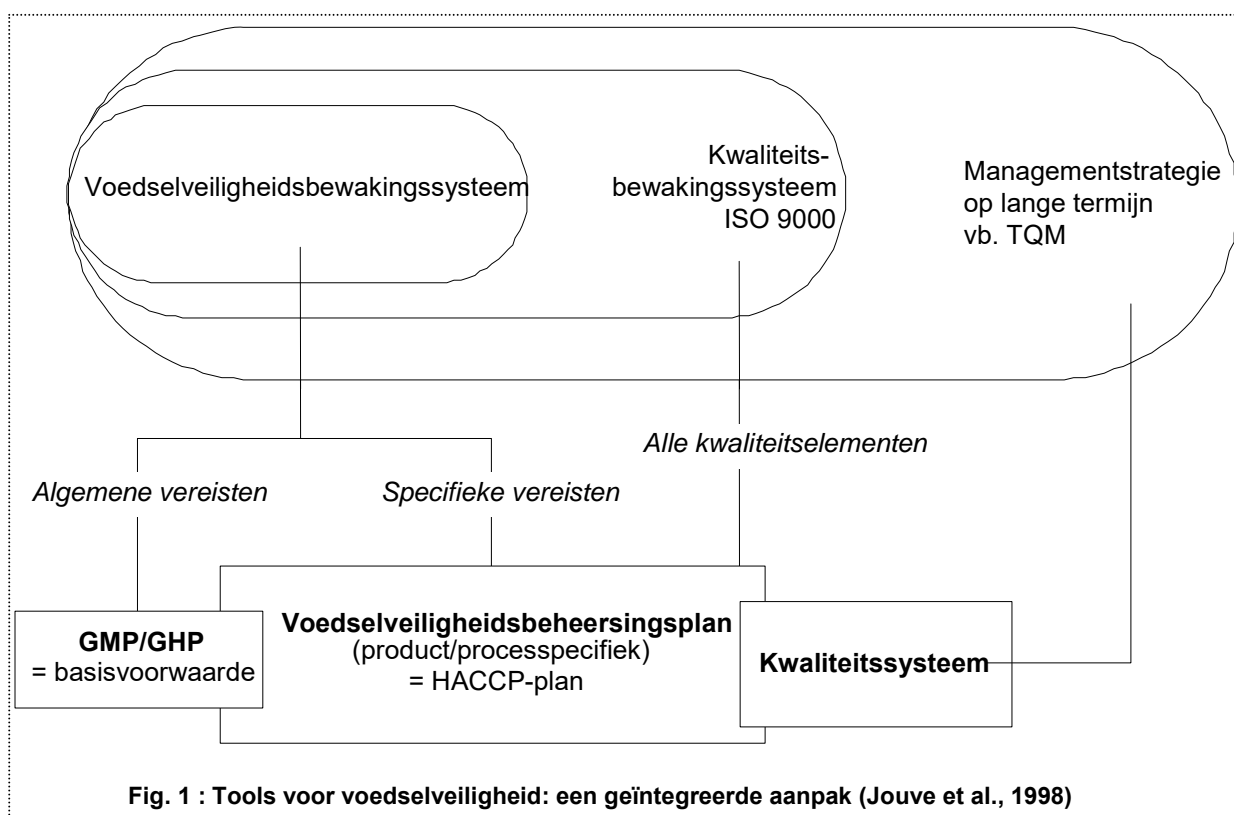 Voedselveiligheidsbewakingssysteem
Kwaliteits-
bewakingssysteem
ISO 9000
Managementstrategie
op lange termijn
vb. TQM
Alle kwaliteitselementen
Algemene vereisten
Specifieke vereisten
GMP/GHP
= basisvoorwaarde
Voedselveiligheidsbeheersingsplan
(product/processpecifiek)
= HACCP-plan
Kwaliteitssysteem
Fig. 1 : Tools voor voedselveiligheid: een geïntegreerde aanpak (Jouve et al., 1998)